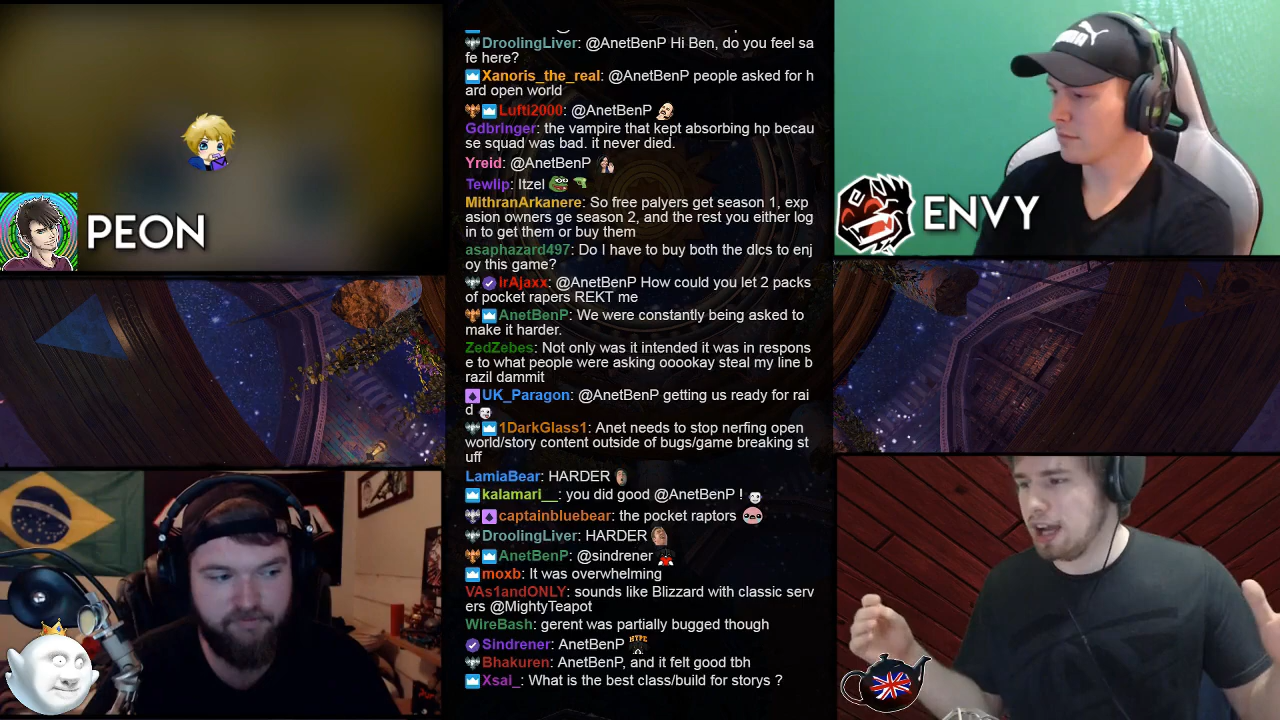 DroolingLiver: @AnetBenP Hi Ben, do you feel sa
fe here?
Xanoris_the_real: @AnetBenP people asked for h
ard open world
Lufti2000: @AnetBenP
Gdbringer: the vampire that kept absorbing hp becau
se squad was bad. it never died.
Yreid: @AnetBenP
Tewlip: Itzel
MithranArkanere: So free palyers get season 1, exp
asion owners ge season 2, and the rest you either log
in to get them or buy them
asaphazard497: Do I have to buy both the dlcs to enj
oy this game?
IrAjaxx: @AnetBenP How could you let 2 packs
of pocket rapers REKT me
AnetBenP: We were constantly being asked to
make it harder.
ZedZebes: Not only was it intended it was in respons
e to what people were asking ooookay steal my line b
razil dammit
UK_Paragon: @AnetBenP getting us ready for rai
d
1DarkGlass1: Anet needs to stop nerfing open
world/story content outside of bugs/game breaking st
uff
LamiaBear: HARDER
kalamari__: you did good @AnetBenP !
captainbluebear: the pocket raptors
DroolingLiver: HARDER
AnetBenP: @sindrener
moxb: It was overwhelming
VAs1andONLY: sounds like Blizzard with classic serv
ers @MightyTeapot
WireBash: gerent was partially bugged though
Sindrener: AnetBenP HYPE
Bhakuren: AnetBenP, and it felt good tbh
Xsai_: What is the best class/build for storys ?
PEON
ENVY
PUMA